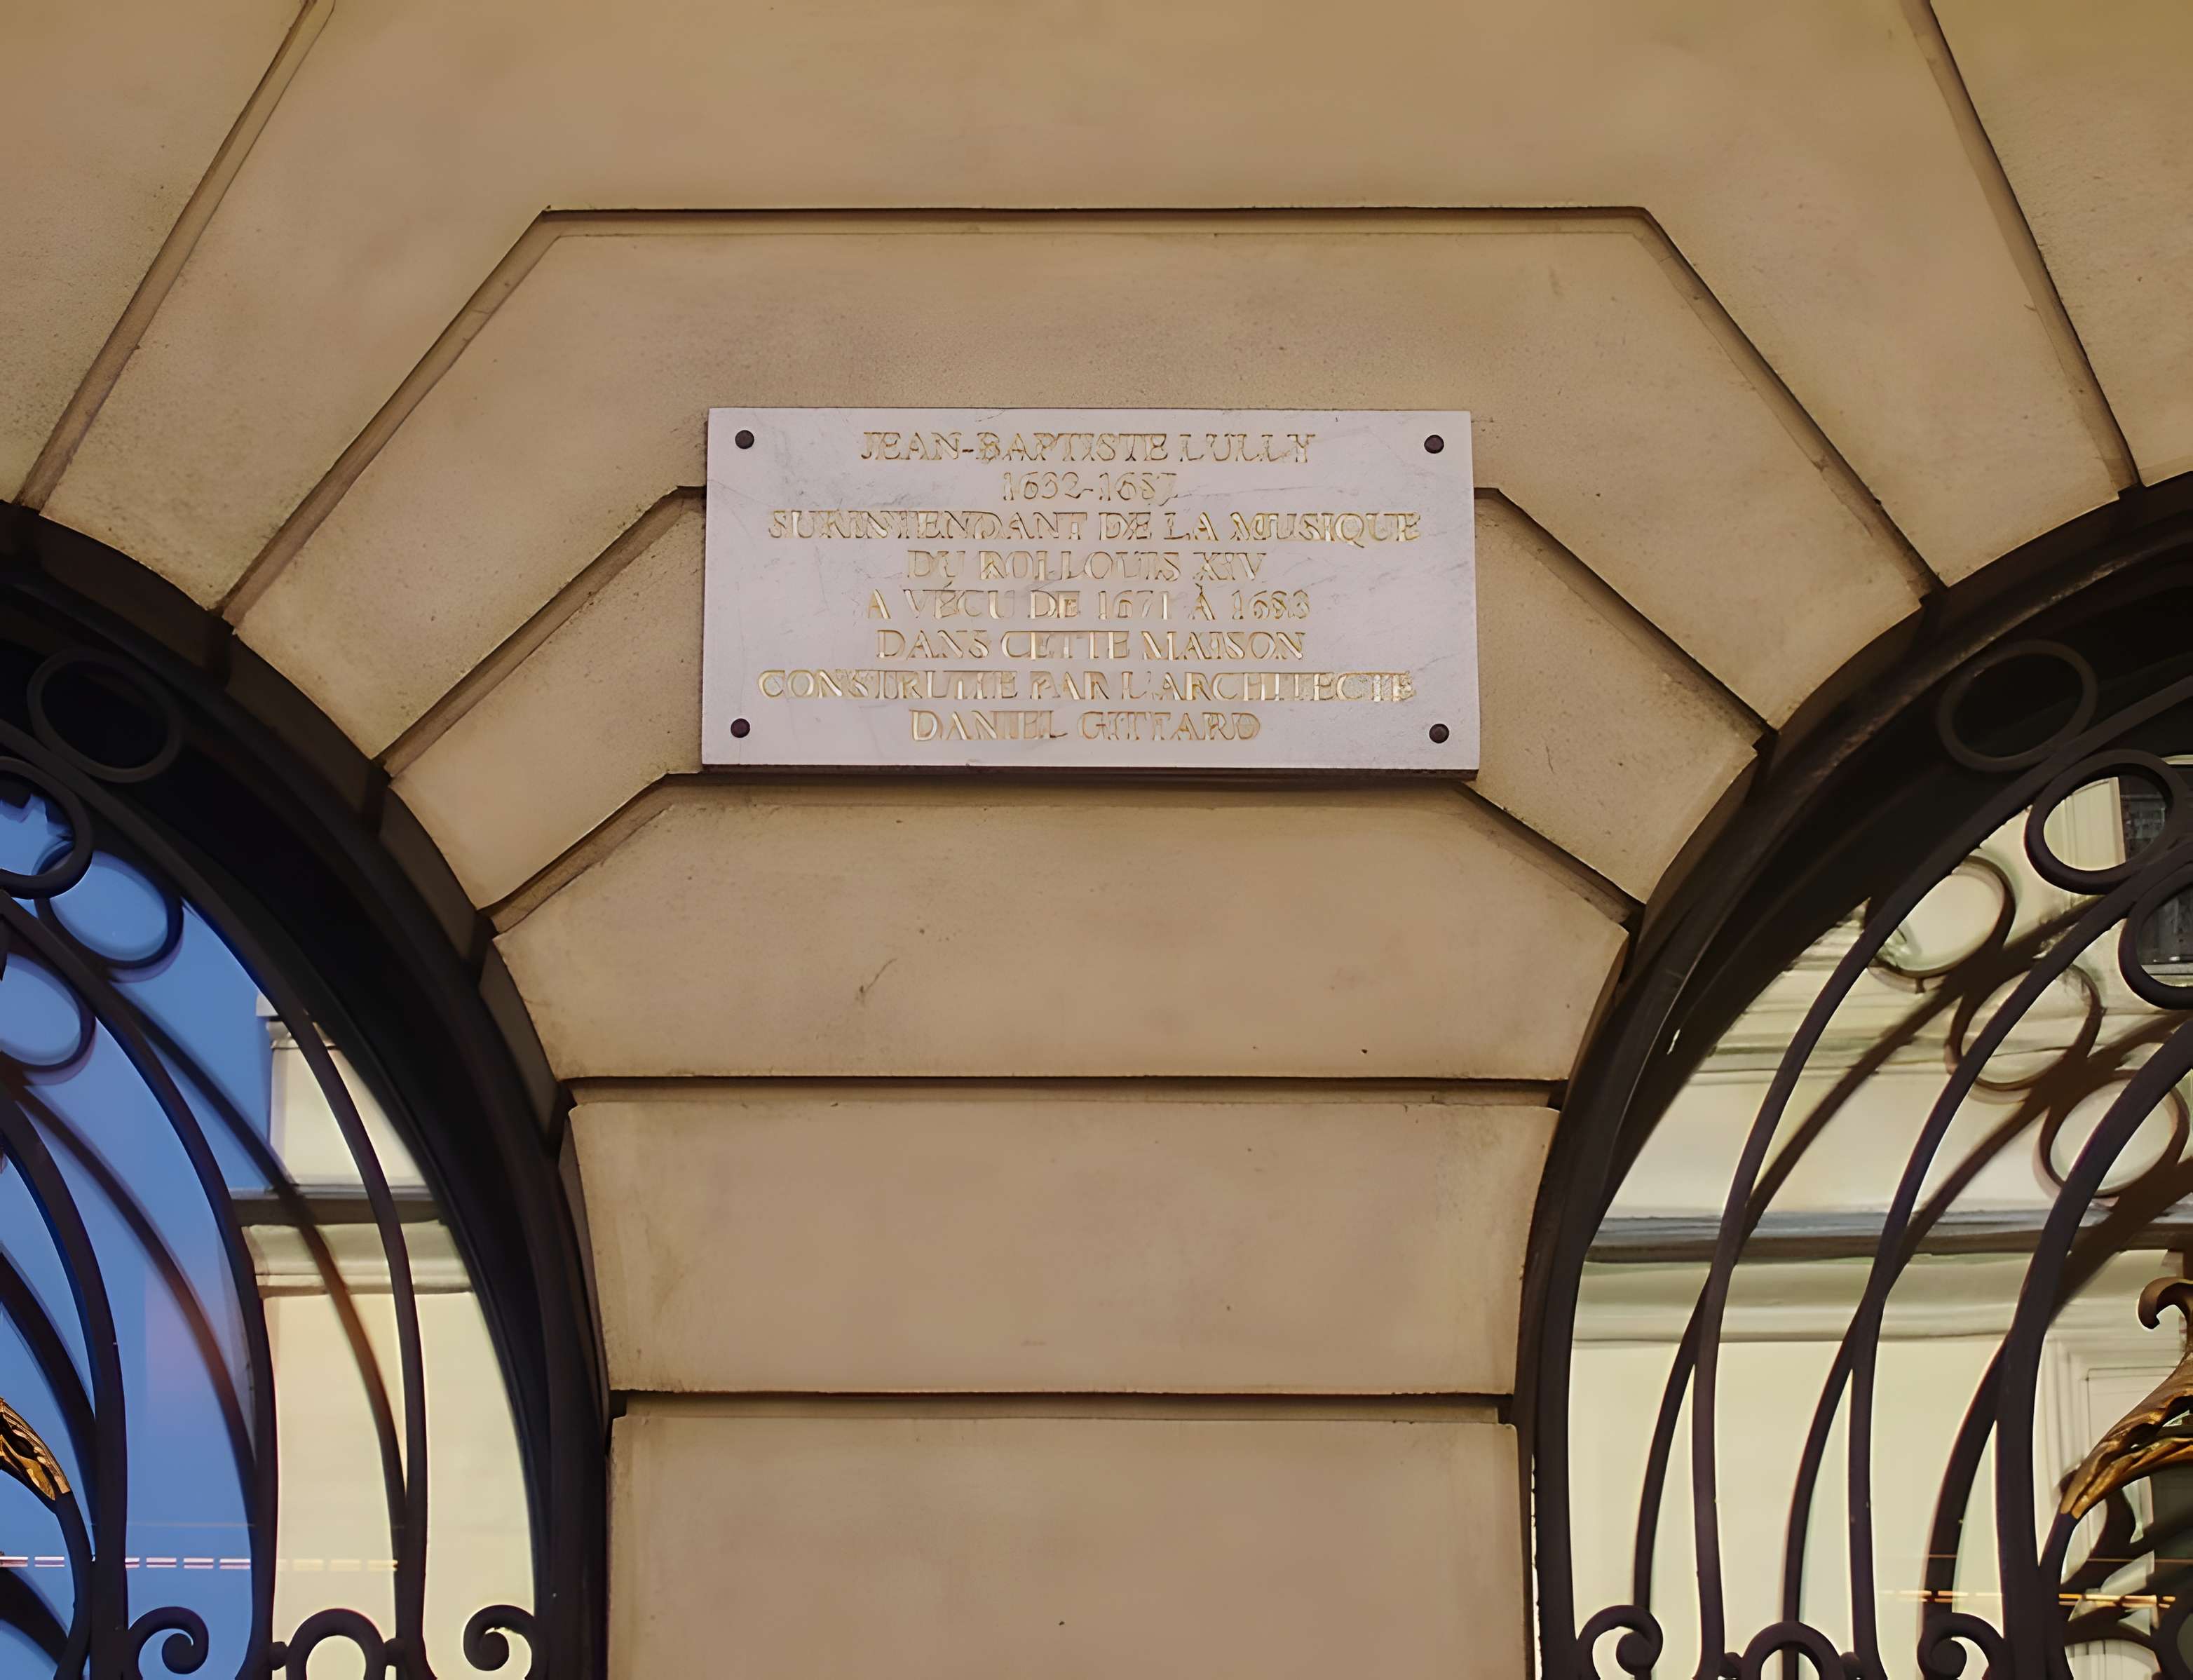 JEAN-BAPTISTE LULLY
1632-1687
SURINTENDANT DE LA MUSIQUE
DU ROI LOUIS XIV
A VÉCU DE 1671 À 1683
DANS CETTE MAISON
CONSTRUITE PAR L'ARCHITECTE
DANIEL GITTARD